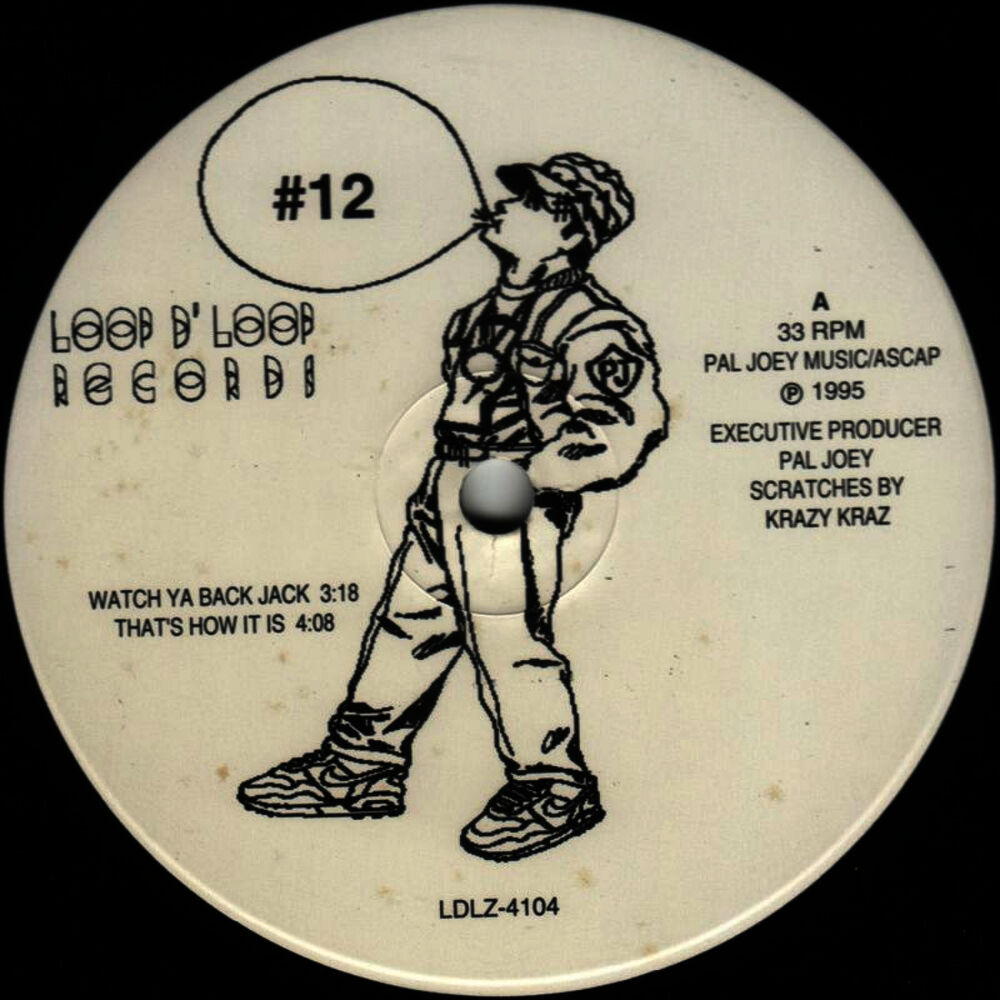 #12
LOOP D' LOOP
RECORDS
PJ
A
33 RPM
PAL JOEY MUSIC/ASCAP
℗ 1995
EXECUTIVE PRODUCER
PAL JOEY
SCRATCHES BY
KRAZY KRAZ
WATCH YA BACK JACK 3:18
THAT'S HOW IT IS 4:08
LDLZ-4104